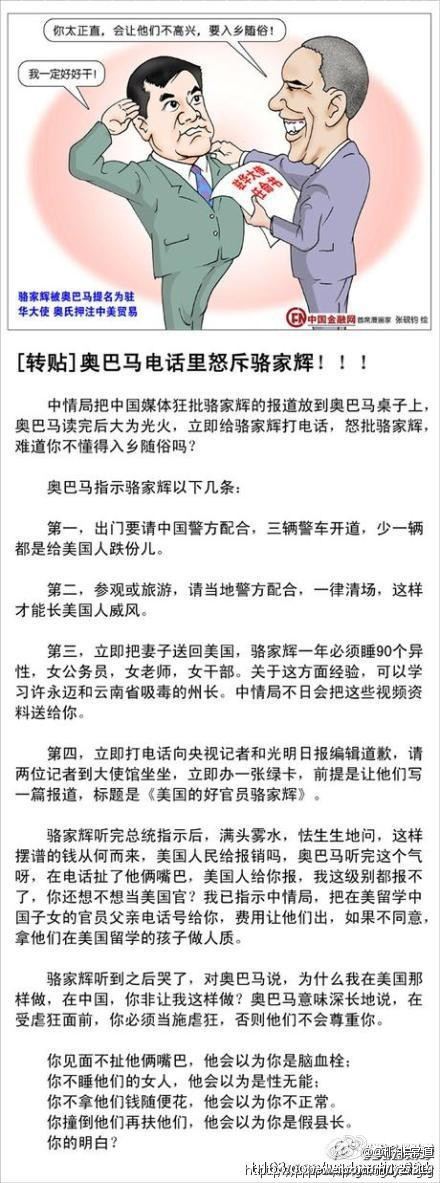 你太正直，会让他们不高兴，要入乡随俗！
我一定好好干！
驻华大使
任命书
骆家辉被奥巴马提名为驻
华大使 奥氏押注中美贸易
中国金融网 首席漫画家 张砚钧 绘
[转贴]奥巴马电话里怒斥骆家辉！！！
中情局把中国媒体狂批骆家辉的报道放到奥巴马桌子上，
奥巴马读完后大为光火，立即给骆家辉打电话，怒批骆家辉，
难道你不懂得入乡随俗吗？
奥巴马指示骆家辉以下几条：
第一，出门要请中国警方配合，三辆警车开道，少一辆
都是给美国人跌份儿。
第二，参观或旅游，请当地警方配合，一律清场，这样
才能长美国人威风。
第三，立即把妻子送回美国，骆家辉一年必须睡90个异
性，女公务员，女老师，女干部。关于这方面经验，可以学
习许永迈和云南省吸毒的州长。中情局不日会把这些视频资
料送给你。
第四，立即打电话向央视记者和光明日报编辑道歉，请
两位记者到大使馆坐坐，立即办一张绿卡，前提是让他们写
一篇报道，标题是《美国的好官员骆家辉》。
骆家辉听完总统指示后，满头雾水，怯生生地问，这样
摆谱的钱从何而来，美国人民给报销吗，奥巴马听完这个气
呀，在电话扯了他俩嘴巴，美国人给你报，我这级别都报不
了，你还想不想当美国官？我已指示中情局，把在美留学中
国子女的官员父亲电话号给你，费用让他们出，如果不同意，
拿他们在美国留学的孩子做人质。
骆家辉听到之后哭了，对奥巴马说，为什么我在美国那
样做，在中国，你非让我这样做？奥巴马意味深长地说，在
受虐狂面前，你必须当施虐狂，否则他们不会尊重你。
你见面不扯他俩嘴巴，他会以为你是脑血栓；
你不睡他们的女人，他会以为是性无能；
你不拿他们钱随便花，他会以为你不正常。
你撞倒他们再扶他们，他会以为你是假县长。
你的明白？